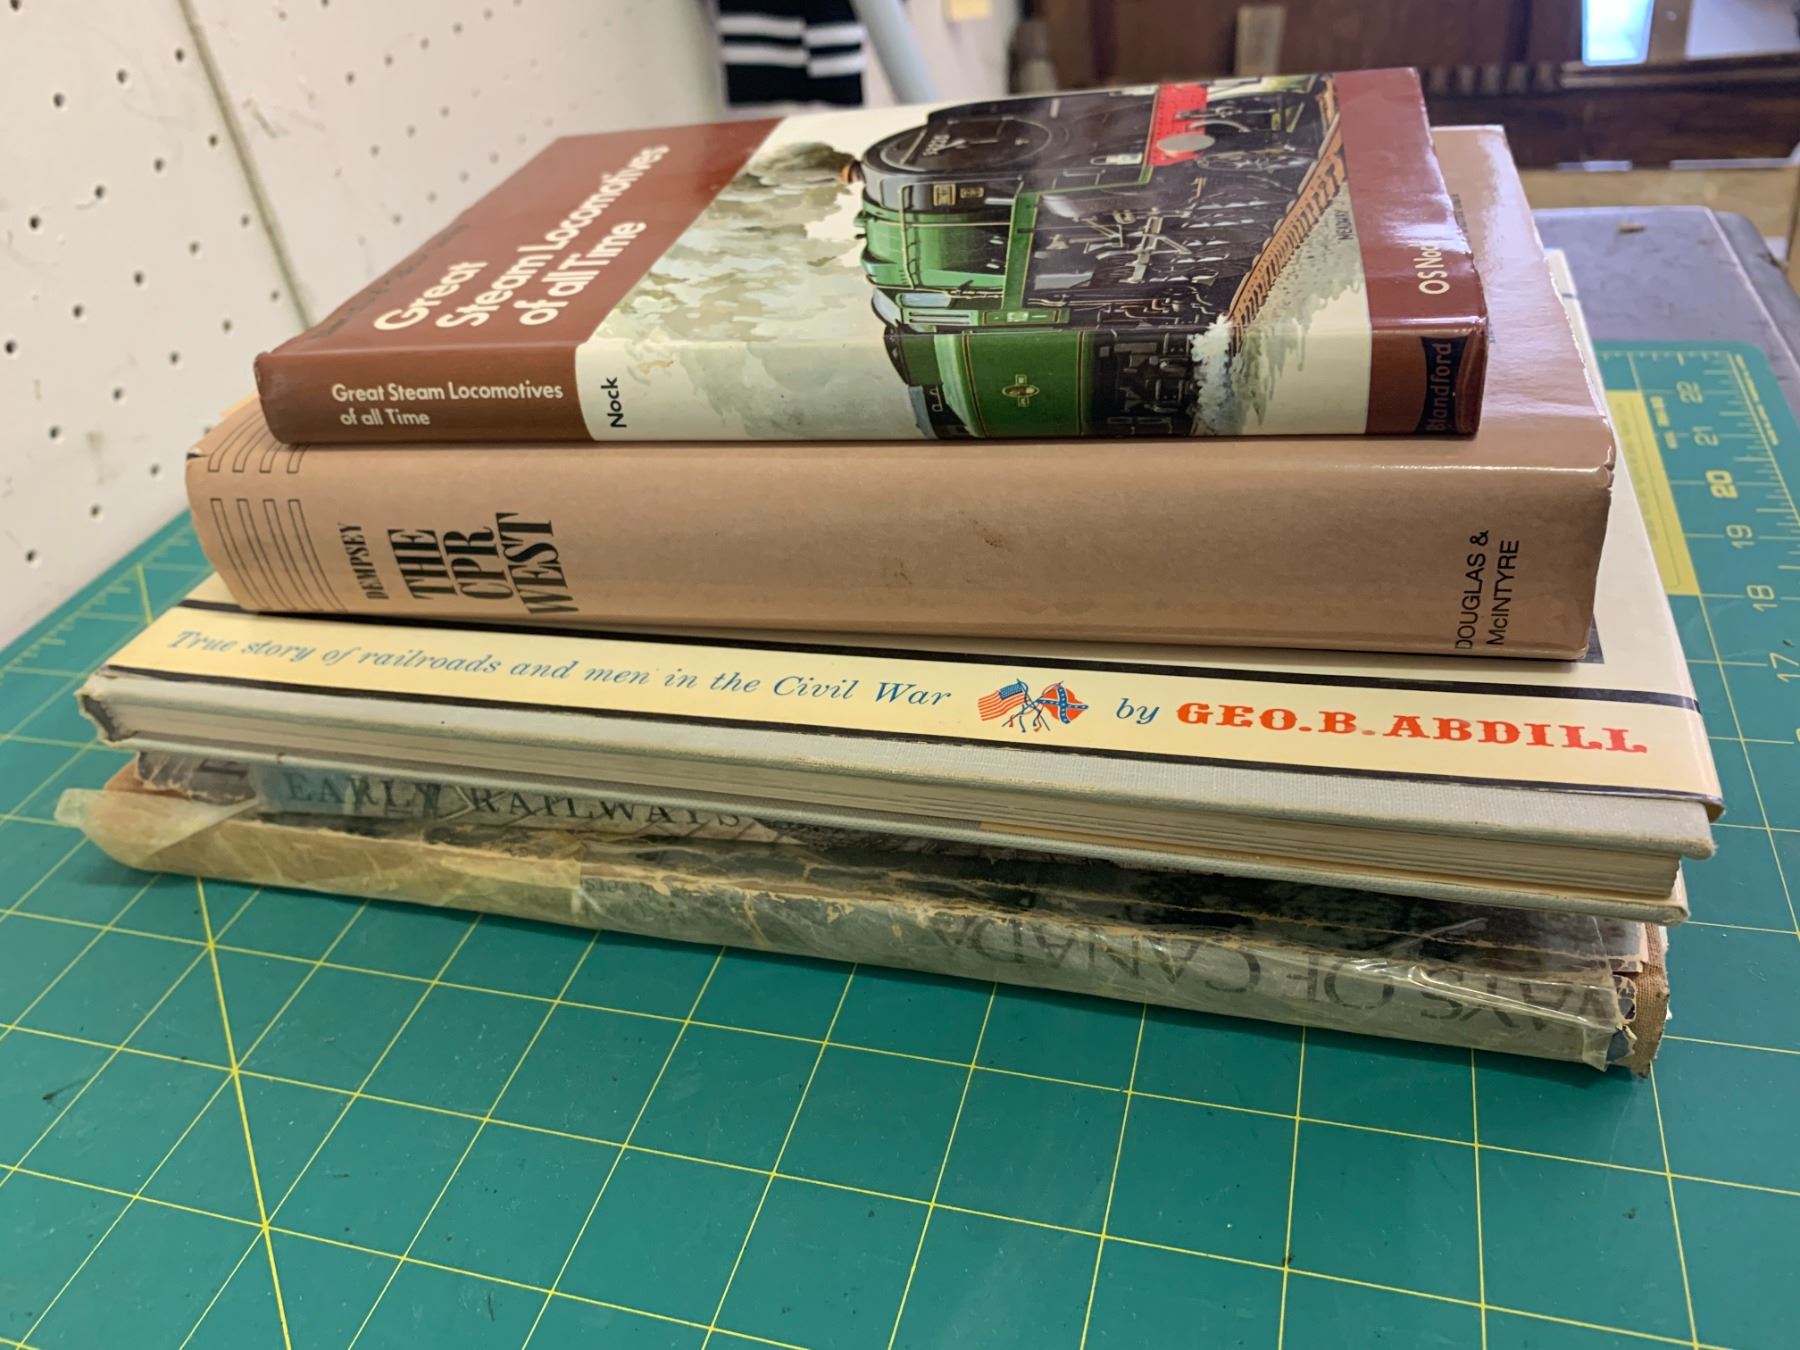 Great
Steam Locomotives
of all Time
O S Nock
Great Steam Locomotives
of all Time
Nock
Blandford
DEMPSEY
THE
CPR
WEST
DOUGLAS &
McINTYRE
True story of railroads and men in the Civil War
by GEO. B. ABDILL
EARLY RAILWAYS
WAYS OF CANADA
22
21
20
19
18
17